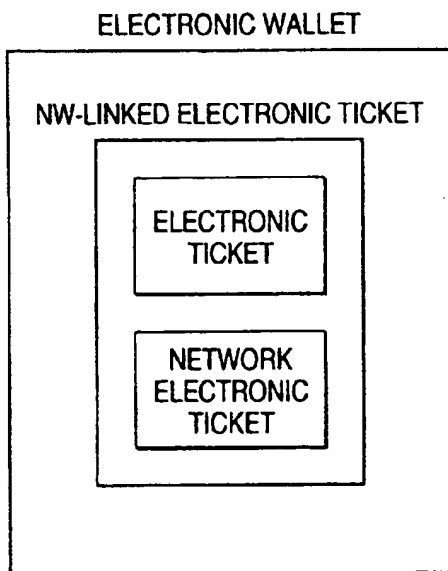 ELECTRONIC WALLET
NW-LINKED ELECTRONIC TICKET
ELECTRONIC
TICKET
NETWORK
ELECTRONIC
TICKET